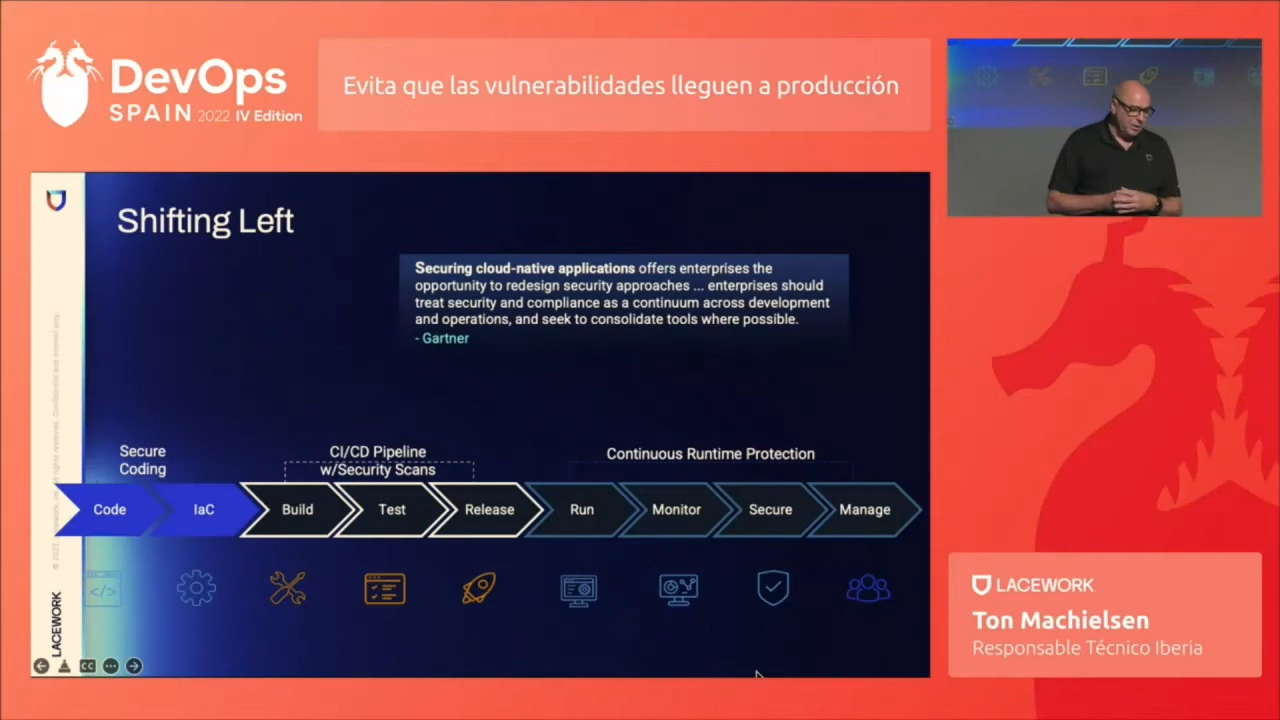 DevOps
SPAIN 2022 IV Edition
Evita que las vulnerabilidades lleguen a producción
Shifting Left
Securing cloud-native applications offers enterprises the
opportunity to redesign security approaches ... enterprises should
treat security and compliance as a continuum across development
and operations, and seek to consolidate tools where possible.
- Gartner
Secure
Coding
CI/CD Pipeline
w/Security Scans
Continuous Runtime Protection
Code
IaC
Build
Test
Release
Run
Monitor
Secure
Manage
</>
LACEWORK
CC
LACEWORK
Ton Machielsen
Responsable Técnico Iberia